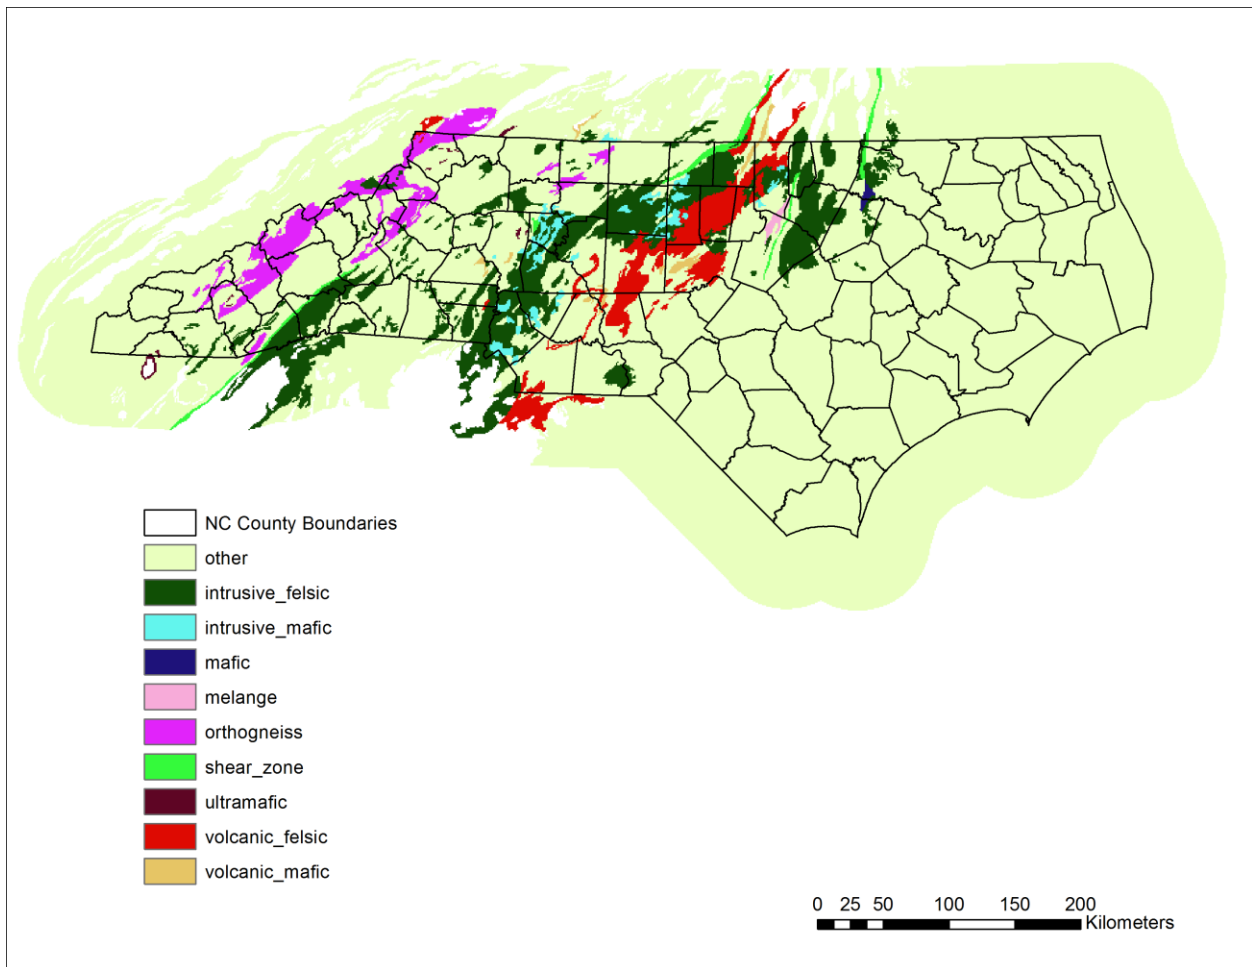 NC County Boundaries
other
intrusive_felsic
intrusive_mafic
mafic
melange
orthogneiss
shear_zone
ultramafic
volcanic_felsic
volcanic_mafic
0 25 50 100 150 200
Kilometers